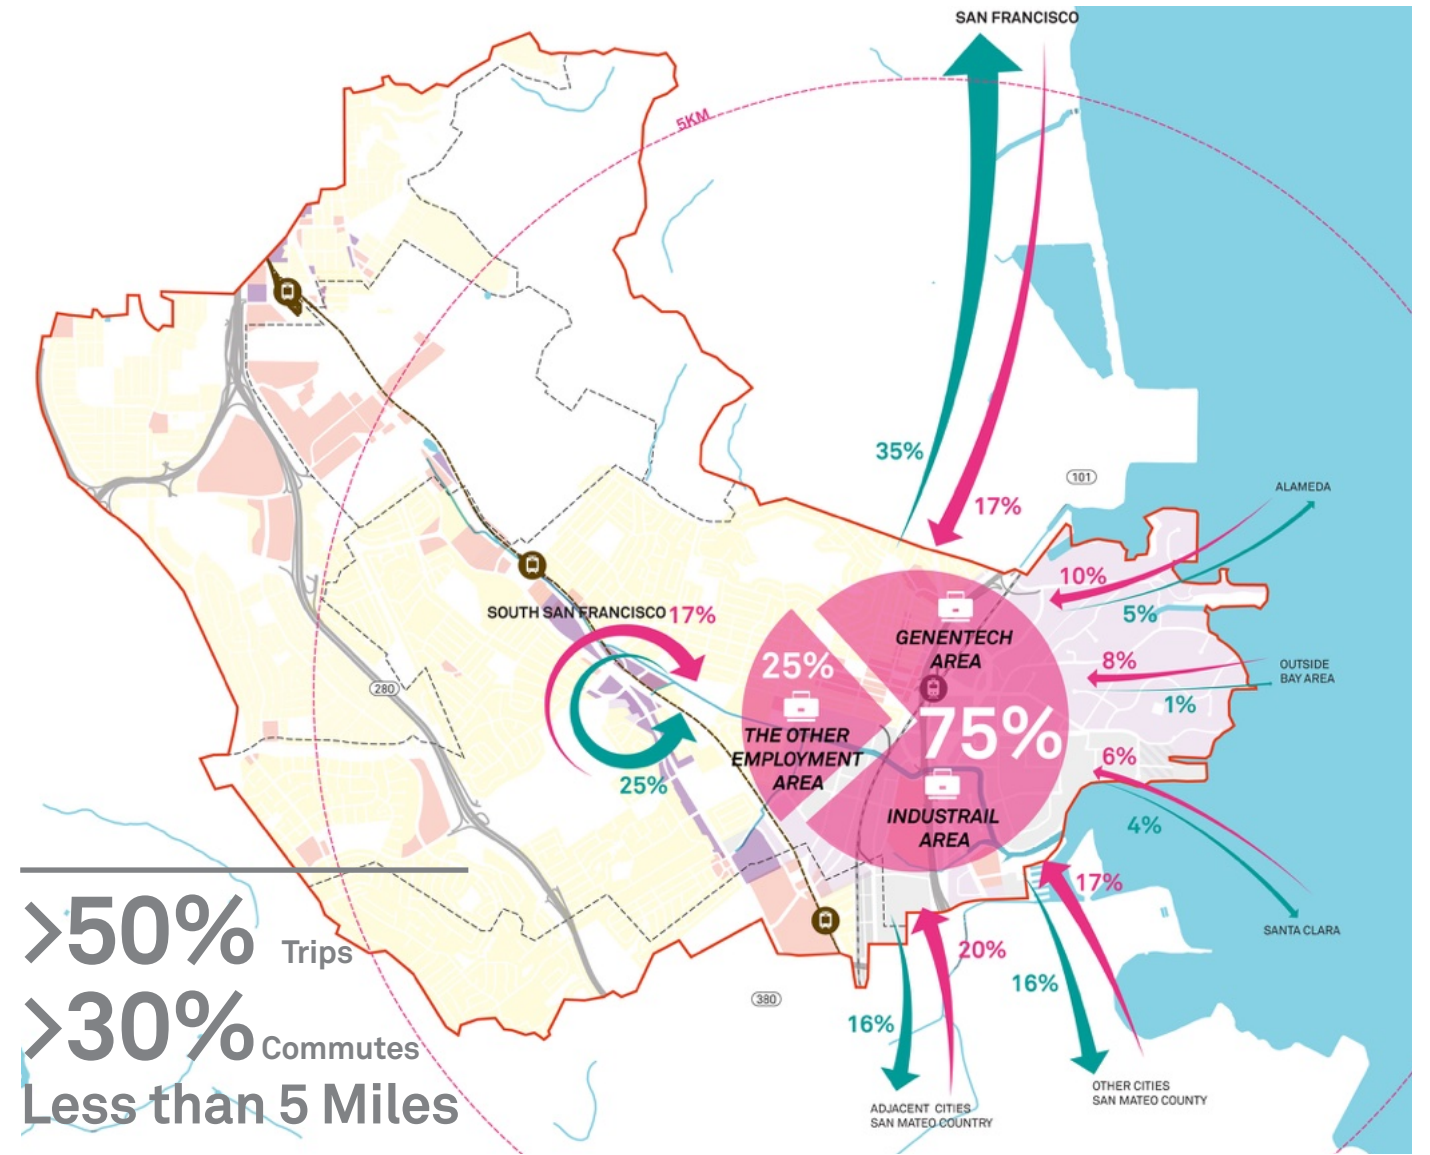 SAN FRANCISCO
5KM
35%
17%
101
ALAMEDA
10%
5%
SOUTH SAN FRANCISCO 17%
25%
GENENTECH
AREA
25%
THE OTHER
EMPLOYMENT
AREA
75%
INDUSTRAIL
AREA
8%
OUTSIDE
BAY AREA
1%
280
6%
4%
SANTA CLARA
17%
20%
16%
16%
380
OTHER CITIES
SAN MATEO COUNTY
ADJACENT CITIES
SAN MATEO COUNTRY
>50% Trips
>30% Commutes
Less than 5 Miles